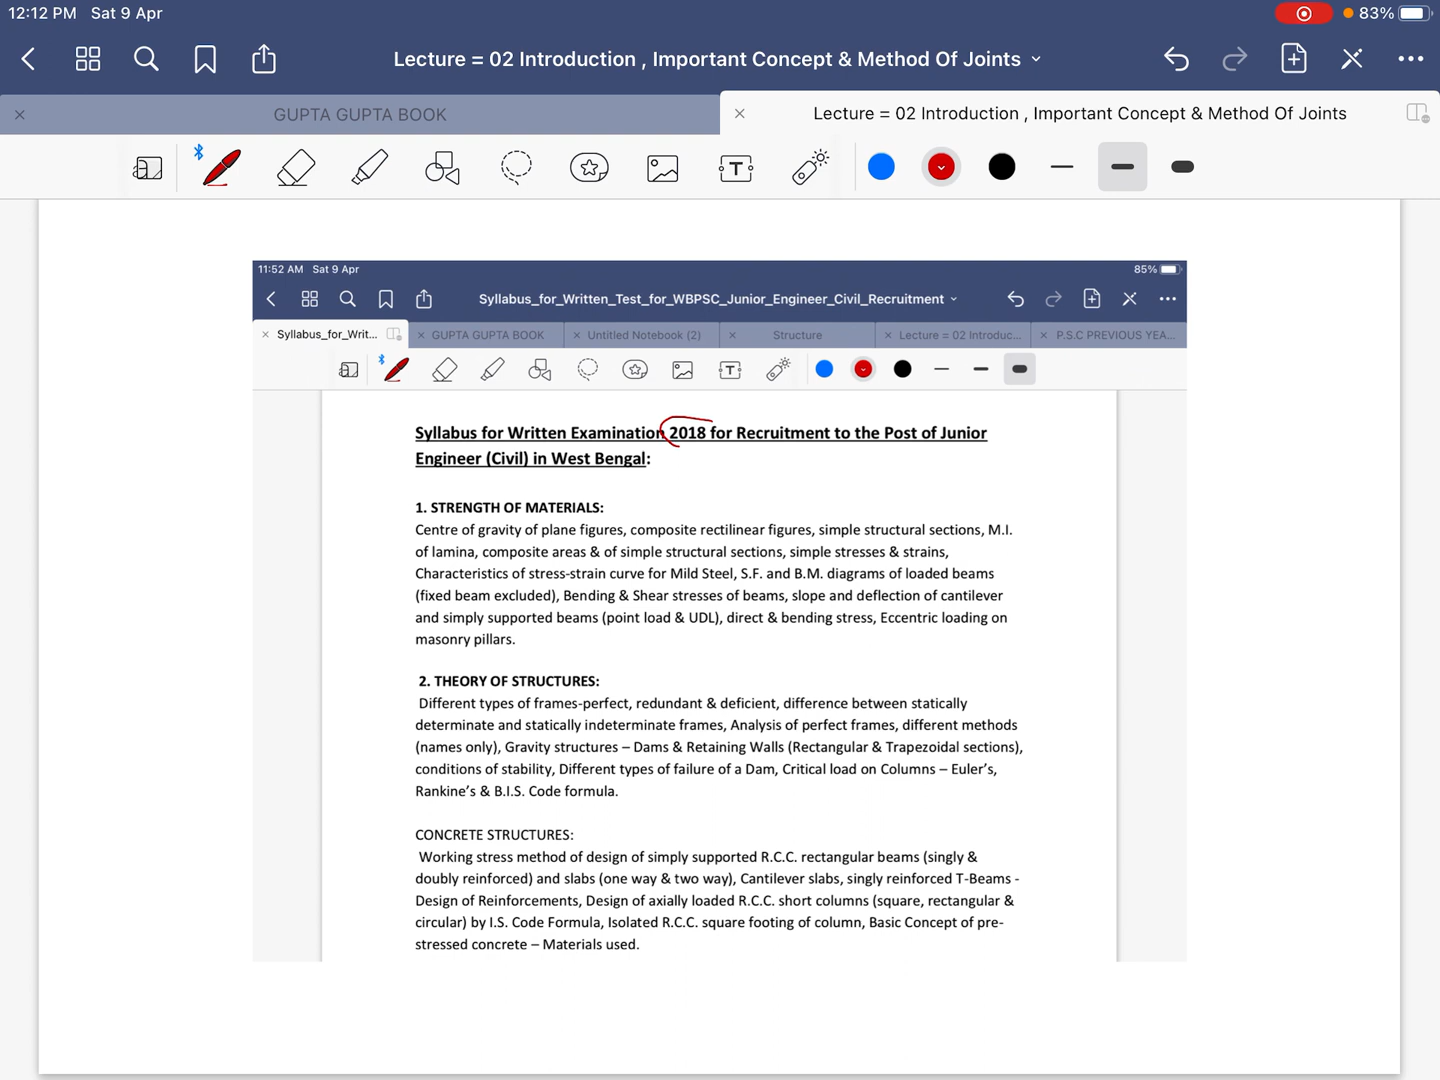 12:12 PM Sat 9 Apr 83%
Lecture = 02 Introduction , Important Concept & Method Of Joints
GUPTA GUPTA BOOK
Lecture = 02 Introduction , Important Concept & Method Of Joints
11:52 AM Sat 9 Apr 85%
Syllabus_for_Written_Test_for_WBPSC_Junior_Engineer_Civil_Recruitment
Syllabus_for_Writ... GUPTA GUPTA BOOK Untitled Notebook (2) Structure Lecture = 02 Introduc... P.S.C PREVIOUS YEA...
Syllabus for Written Examination 2018 for Recruitment to the Post of Junior
Engineer (Civil) in West Bengal:
1. STRENGTH OF MATERIALS:
Centre of gravity of plane figures, composite rectilinear figures, simple structural sections, M.I.
of lamina, composite areas & of simple structural sections, simple stresses & strains,
Characteristics of stress-strain curve for Mild Steel, S.F. and B.M. diagrams of loaded beams
(fixed beam excluded), Bending & Shear stresses of beams, slope and deflection of cantilever
and simply supported beams (point load & UDL), direct & bending stress, Eccentric loading on
masonry pillars.
2. THEORY OF STRUCTURES:
Different types of frames-perfect, redundant & deficient, difference between statically
determinate and statically indeterminate frames, Analysis of perfect frames, different methods
(names only), Gravity structures – Dams & Retaining Walls (Rectangular & Trapezoidal sections),
conditions of stability, Different types of failure of a Dam, Critical load on Columns – Euler’s,
Rankine’s & B.I.S. Code formula.
CONCRETE STRUCTURES:
Working stress method of design of simply supported R.C.C. rectangular beams (singly &
doubly reinforced) and slabs (one way & two way), Cantilever slabs, singly reinforced T-Beams -
Design of Reinforcements, Design of axially loaded R.C.C. short columns (square, rectangular &
circular) by I.S. Code Formula, Isolated R.C.C. square footing of column, Basic Concept of pre-
stressed concrete – Materials used.